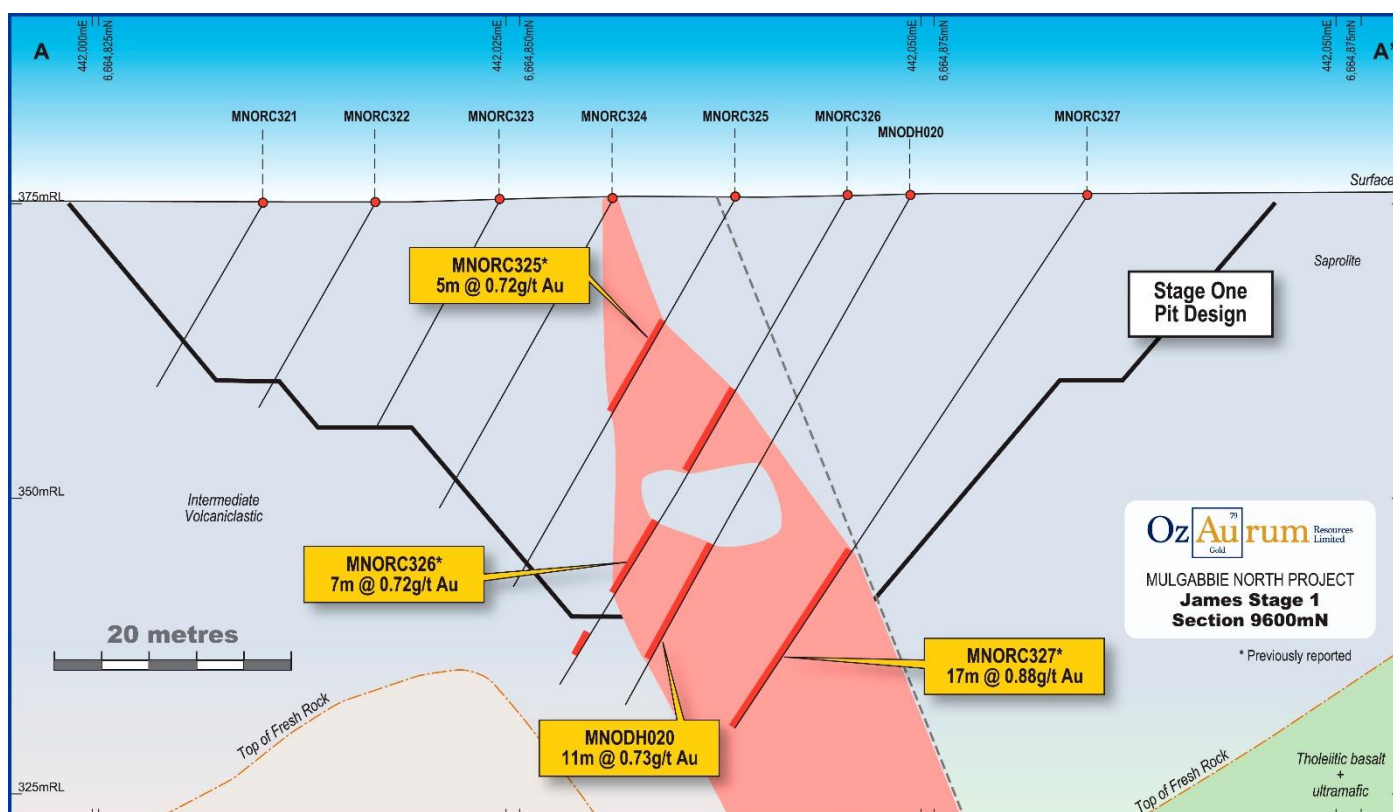 A
442,000mE
6,664,825mN
442,025mE
6,664,850mN
442,050mE
6,664,875mN
442,050mE
6,664,875mN
A'
MNORC321
MNORC322
MNORC323
MNORC324
MNORC325
MNORC326
MNODH020
MNORC327
Surface
375mRL
Saprolite
MNORC325*
5m @ 0.72g/t Au
Stage One
Pit Design
350mRL
Intermediate
Volcaniclastic
MNORC326*
7m @ 0.72g/t Au
79
OzAurum Resources
Limited
Gold
MULGABBIE NORTH PROJECT
James Stage 1
Section 9600mN
* Previously reported
20 metres
MNORC327*
17m @ 0.88g/t Au
MNODH020
11m @ 0.73g/t Au
Top of Fresh Rock
Top of Fresh Rock
Tholeiitic basalt
+
ultramafic
325mRL